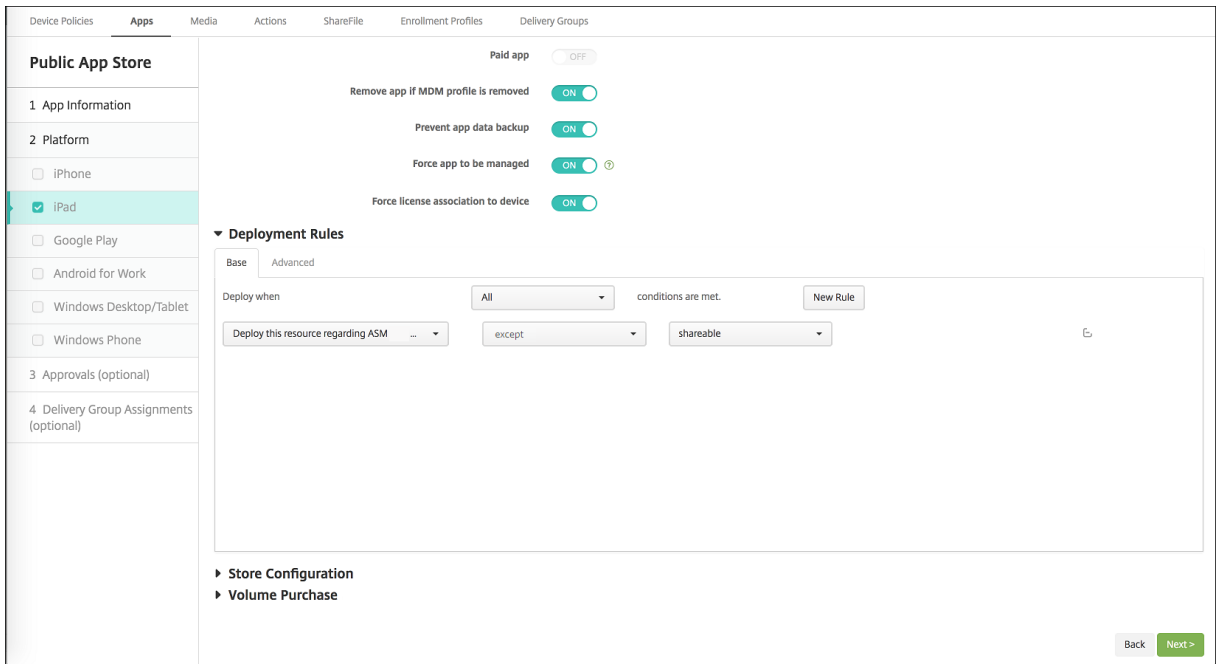 Device Policies Apps Media Actions ShareFile Enrollment Profiles Delivery Groups
Public App Store
1 App Information
2 Platform
iPhone
iPad
Google Play
Android for Work
Windows Desktop/Tablet
Windows Phone
3 Approvals (optional)
4 Delivery Group Assignments
(optional)
Paid app OFF
Remove app if MDM profile is removed ON
Prevent app data backup ON
Force app to be managed ON ?
Force license association to device ON
Deployment Rules
Base Advanced
Deploy when All conditions are met. New Rule
Deploy this resource regarding ASM ... except shareable
Store Configuration
Volume Purchase
Back Next >